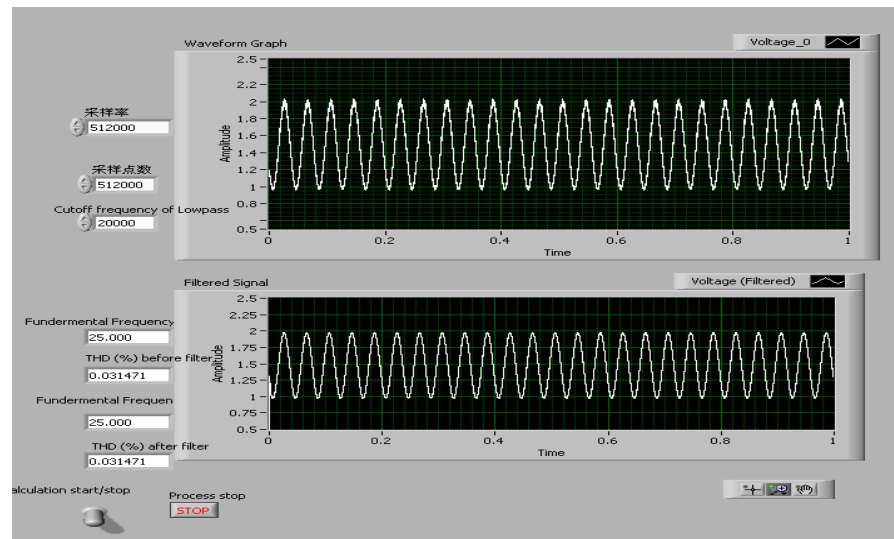 Waveform Graph
Voltage_0
2.5
2.2
2
1.8
1.6
1.4
1.2
1
0.8
0.5
Amplitude
0
0.2
0.4
0.6
0.8
1
Time
采样率
512000
采样点数
512000
Cutoff frequency of Lowpass
20000
Filtered Signal
Voltage (Filtered)
2.5
2.25
2
1.75
1.5
1.25
1
0.75
0.5
Amplitude
0
0.2
0.4
0.6
0.8
1
Time
Fundermental Frequency
25.000
THD (%) before filter
0.031471
Fundermental Frequen
25.000
THD (%) after filter
0.031471
alculation start/stop
Process stop
STOP